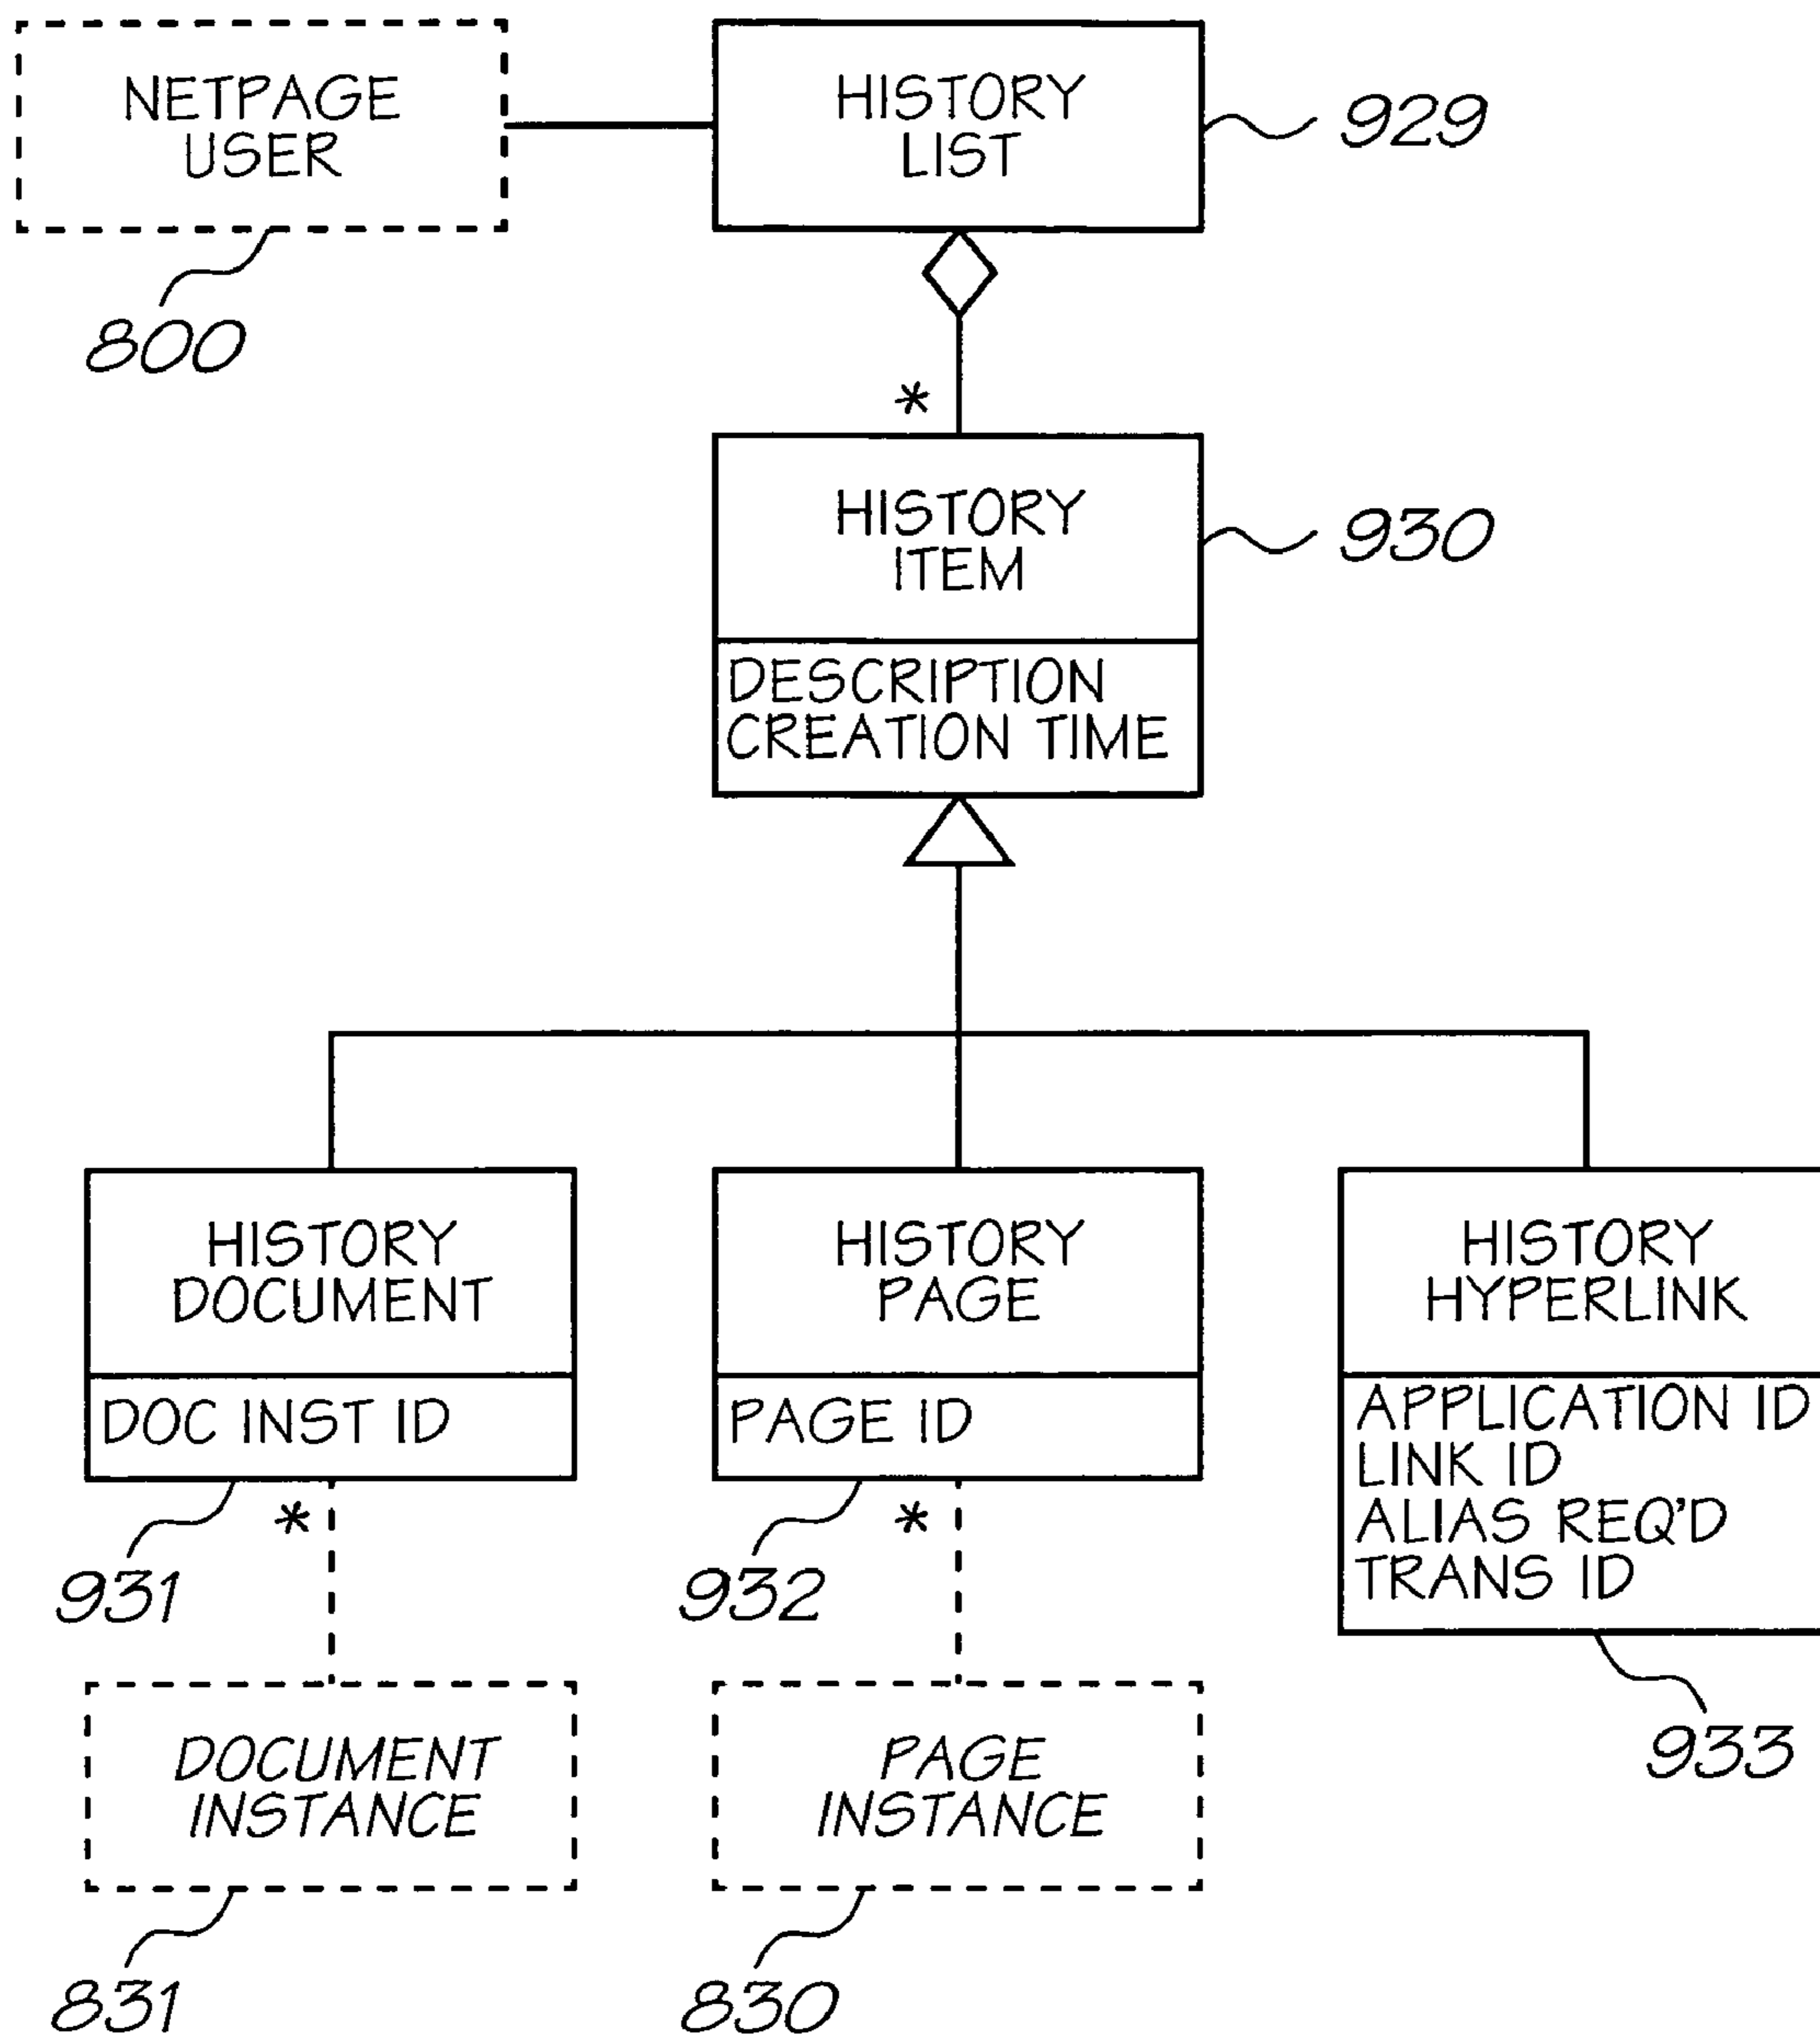 NETPAGE
USER
800
HISTORY
LIST
929
*
HISTORY
ITEM
930
DESCRIPTION
CREATION TIME
HISTORY
DOCUMENT
DOC INST ID
931
*
HISTORY
PAGE
PAGE ID
932
*
HISTORY
HYPERLINK
APPLICATION ID
LINK ID
ALIAS REQ'D
TRANS ID
933
DOCUMENT
INSTANCE
831
PAGE
INSTANCE
830